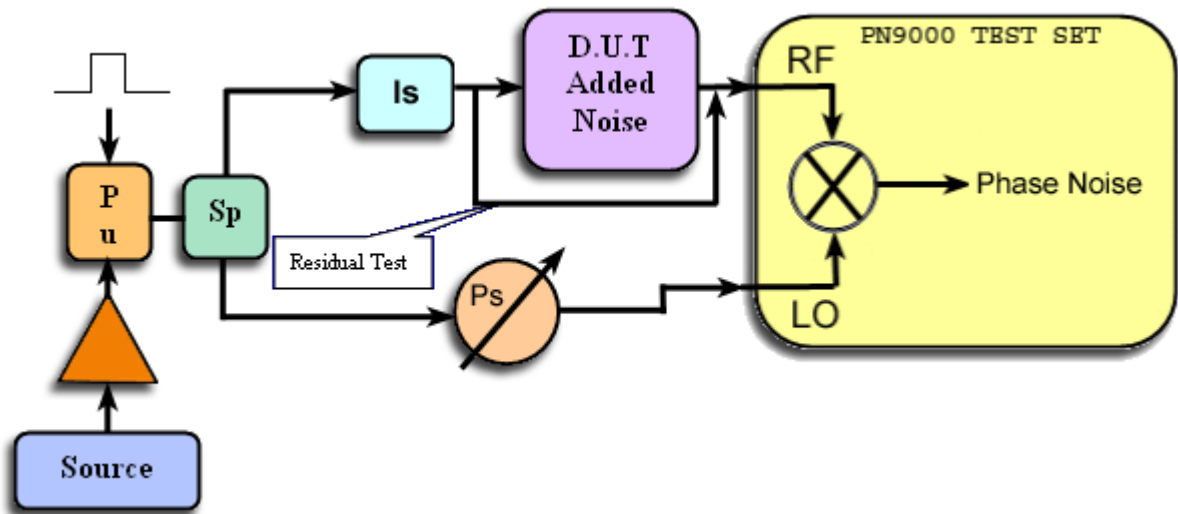 PN9000 TEST SET
D.U.T
Added
Noise
RF
Is
P
u
Sp
Phase Noise
Residual Test
Ps
LO
Source